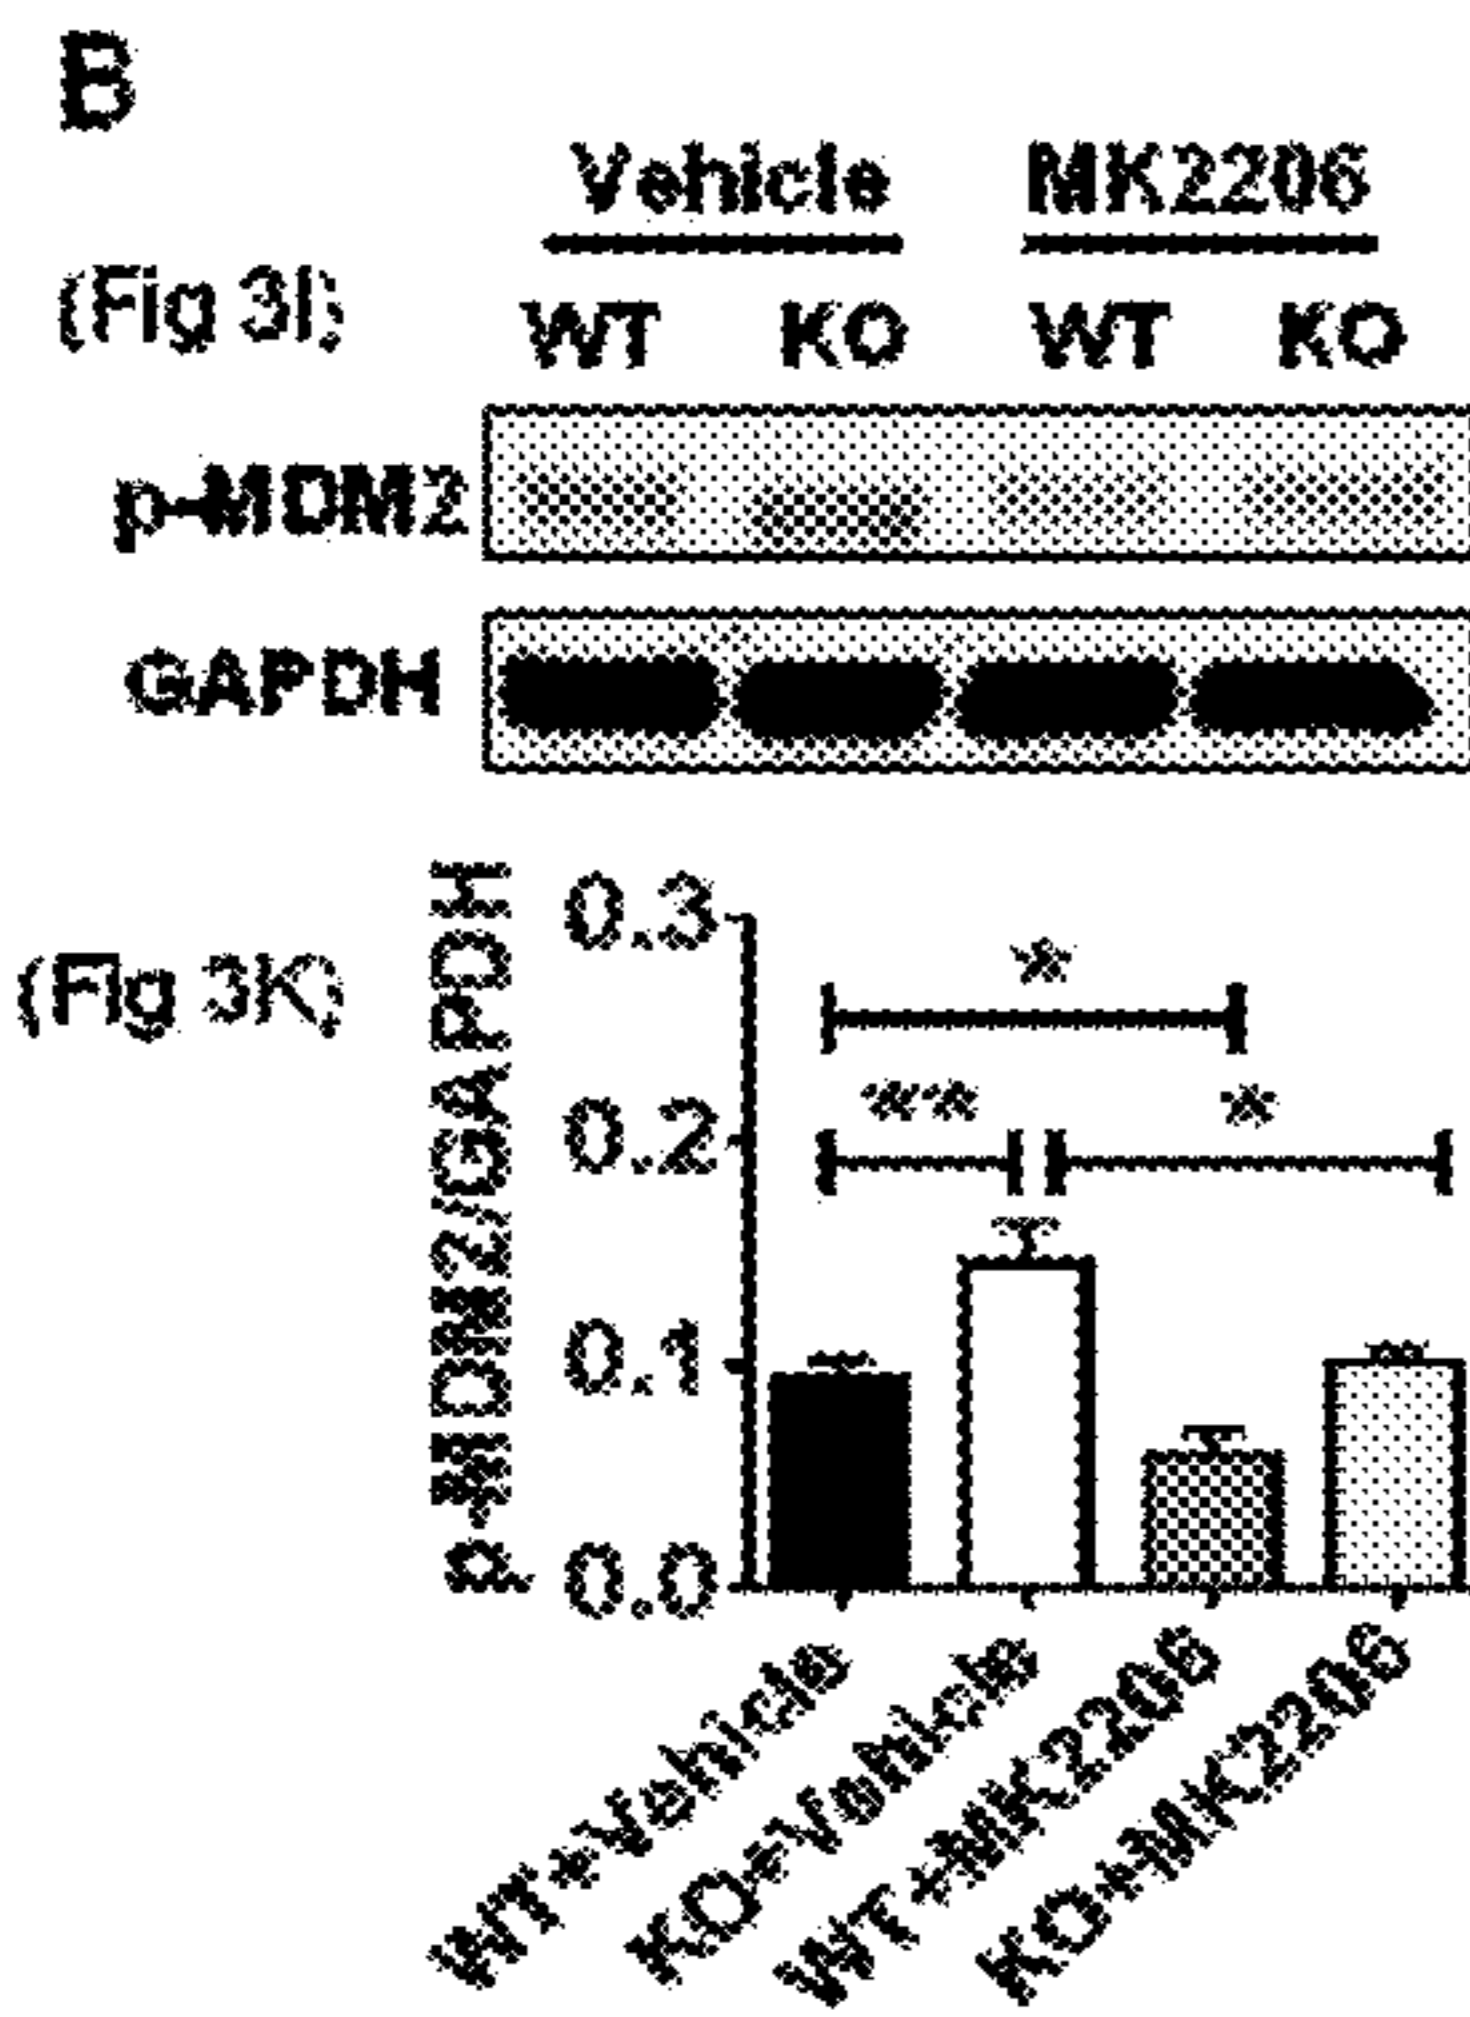 B
Vehicle MK2206
(Fig 3I) WT KO WT KO
p-MDM2
GAPDH
(Fig 3K)
p-MDM2/GAPDH
0.3
0.2
0.1
0.0
*
** *
WT+Vehicle
KO+Vehicle
WT+MK2206
KO+MK2206